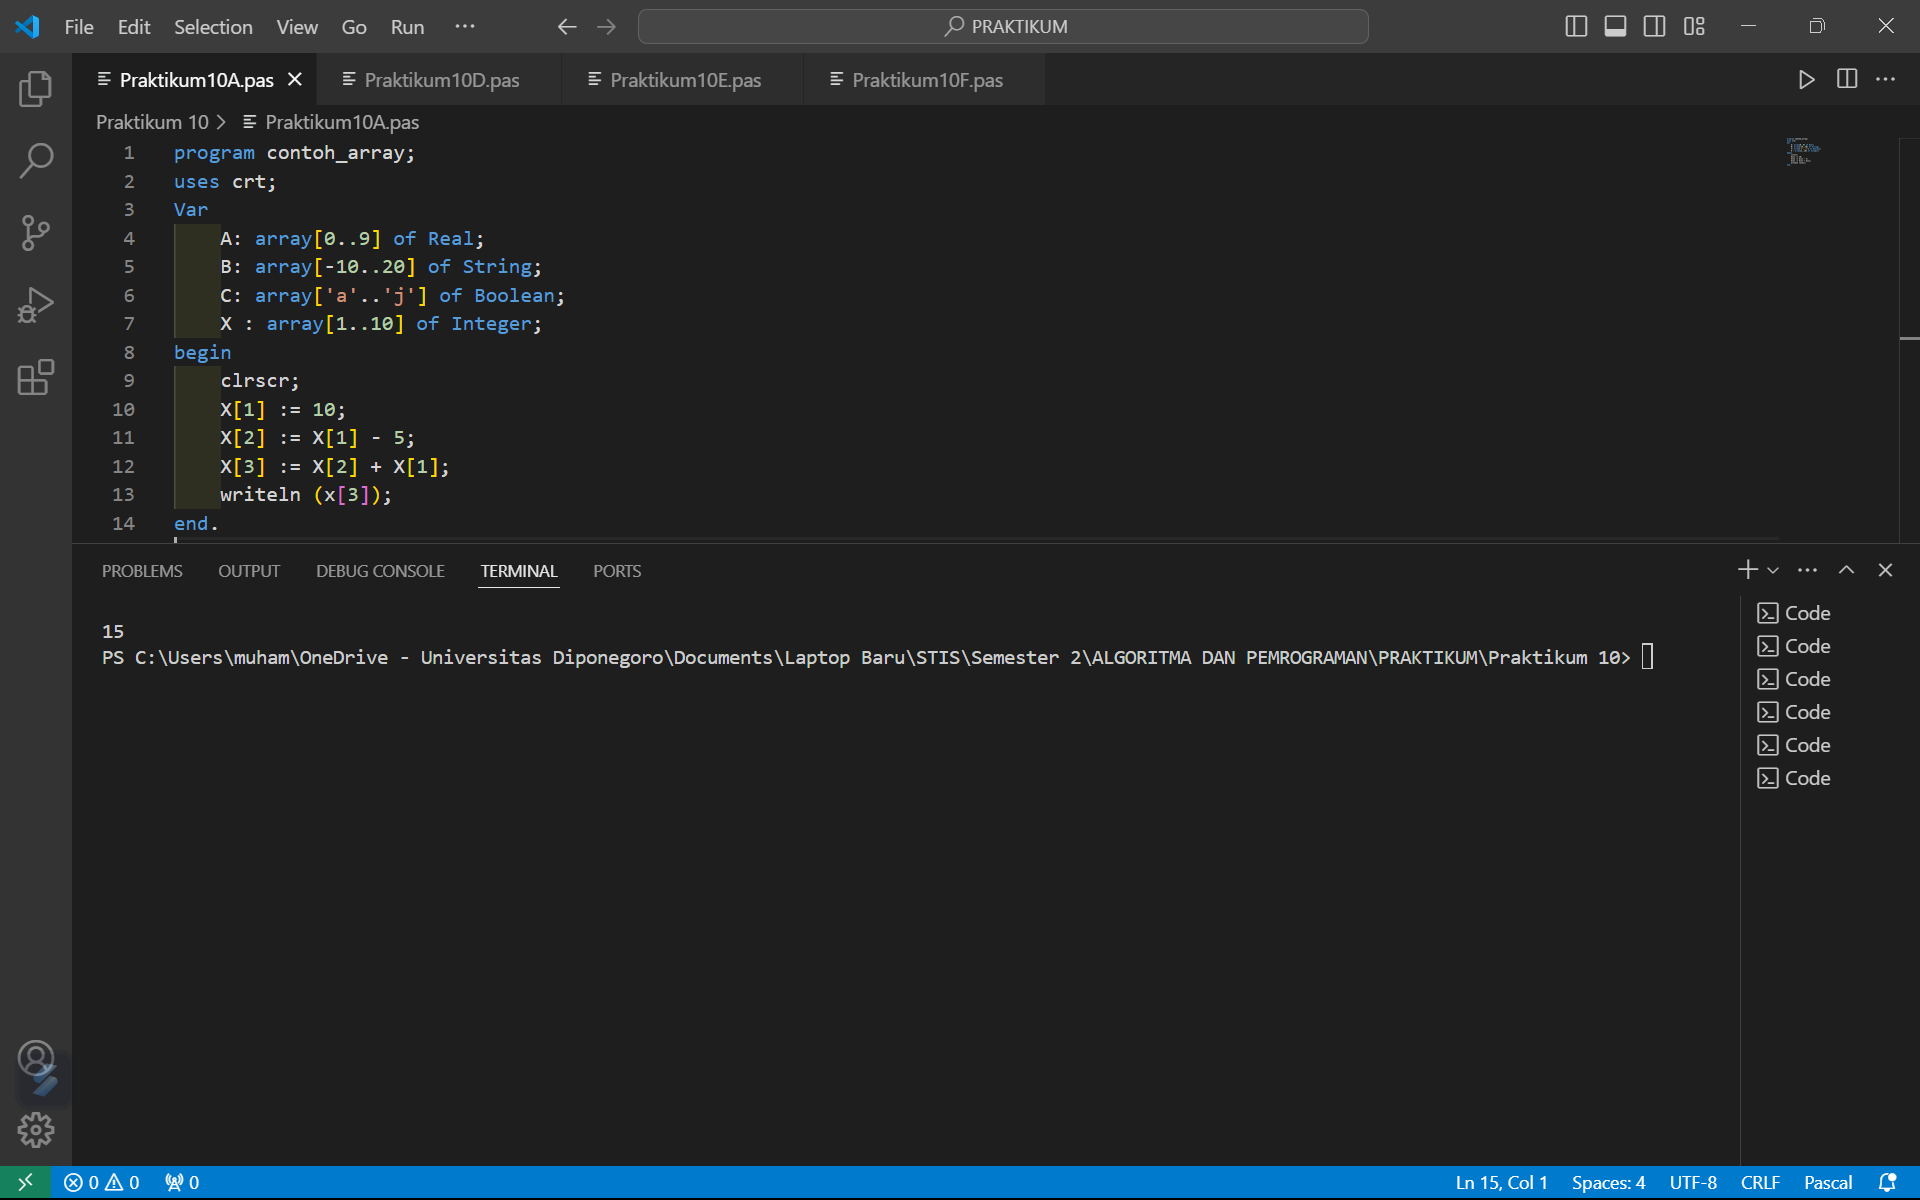 File Edit Selection View Go Run ··· PRAKTIKUM
Praktikum10A.pas Praktikum10D.pas Praktikum10E.pas Praktikum10F.pas
Praktikum 10 > Praktikum10A.pas
1 program contoh_array;
2 uses crt;
3 Var
4 A: array[0..9] of Real;
5 B: array[-10..20] of String;
6 C: array['a'..'j'] of Boolean;
7 X : array[1..10] of Integer;
8 begin
9 clrscr;
10 X[1] := 10;
11 X[2] := X[1] - 5;
12 X[3] := X[2] + X[1];
13 writeln (x[3]);
14 end.
PROBLEMS OUTPUT DEBUG CONSOLE TERMINAL PORTS
15
PS C:\Users\muham\OneDrive - Universitas Diponegoro\Documents\Laptop Baru\STIS\Semester 2\ALGORITMA DAN PEMROGRAMAN\PRAKTIKUM\Praktikum 10>
Code
Code
Code
Code
Code
Code
0 0 0 Ln 15, Col 1 Spaces: 4 UTF-8 CRLF Pascal